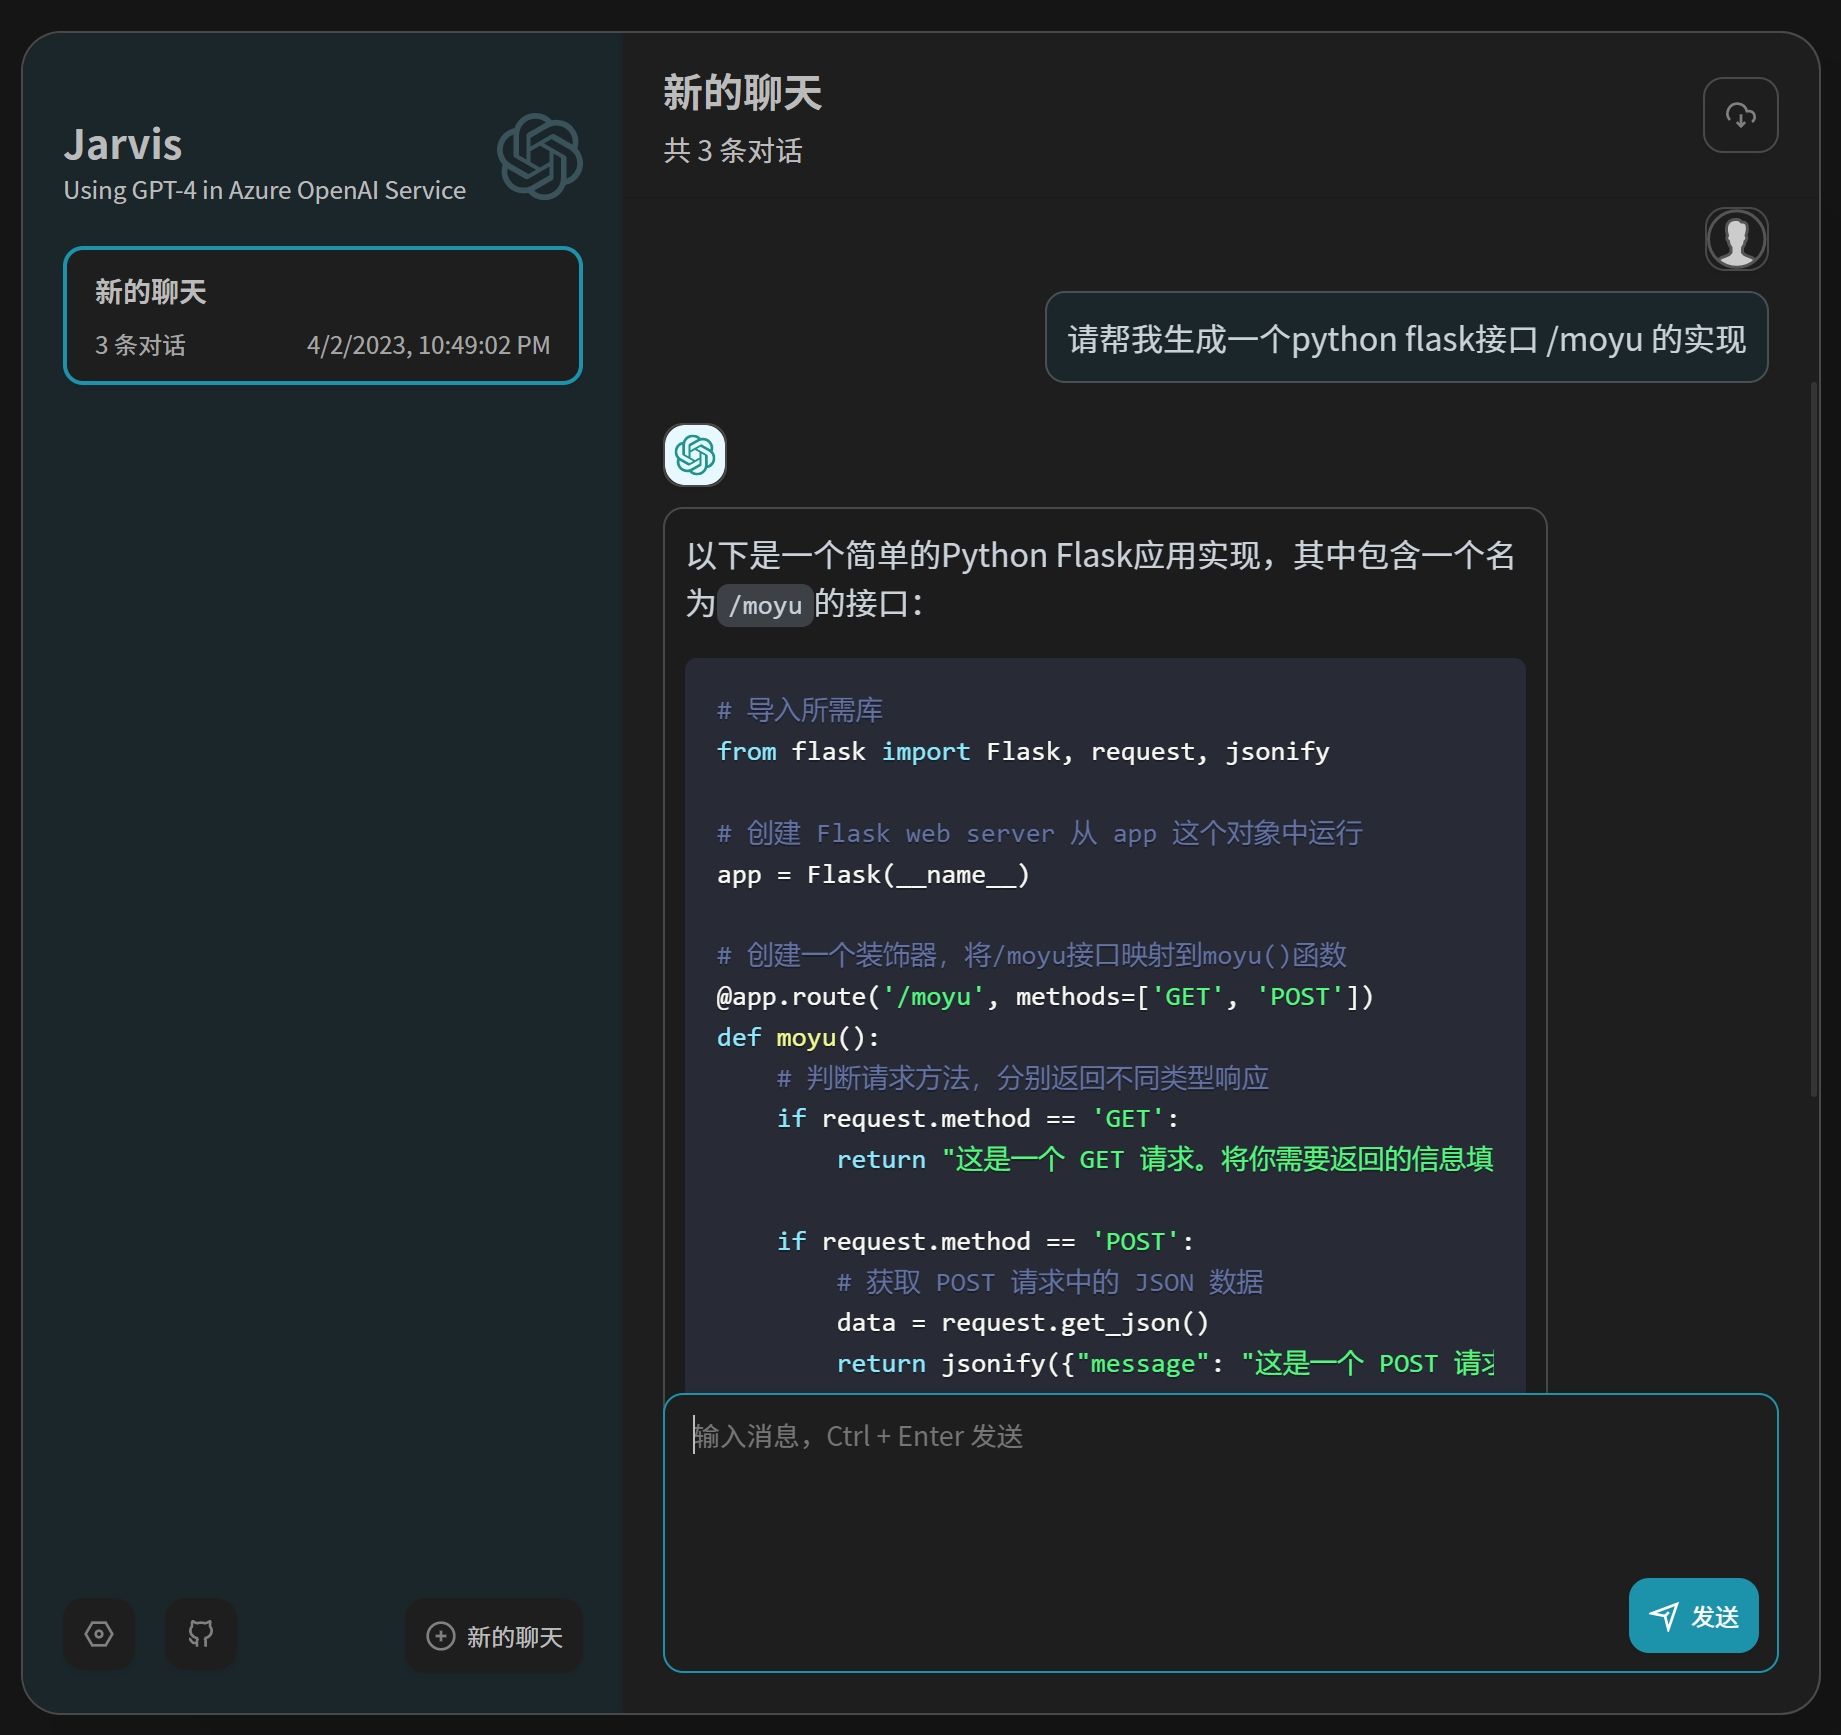 Jarvis
Using GPT-4 in Azure OpenAI Service
新的聊天
3 条对话
4/2/2023, 10:49:02 PM
新的聊天
新的聊天
共 3 条对话
请帮我生成一个python flask接口 /moyu 的实现
以下是一个简单的Python Flask应用实现，其中包含一个名
为 /moyu 的接口：
# 导入所需库
from flask import Flask, request, jsonify
# 创建 Flask web server 从 app 这个对象中运行
app = Flask(__name__)
# 创建一个装饰器，将/moyu接口映射到moyu()函数
@app.route('/moyu', methods=['GET', 'POST'])
def moyu():
    # 判断请求方法，分别返回不同类型响应
    if request.method == 'GET':
        return "这是一个 GET 请求。将你需要返回的信息填
    if request.method == 'POST':
        # 获取 POST 请求中的 JSON 数据
        data = request.get_json()
        return jsonify({"message": "这是一个 POST 请求
输入消息，Ctrl + Enter 发送
发送